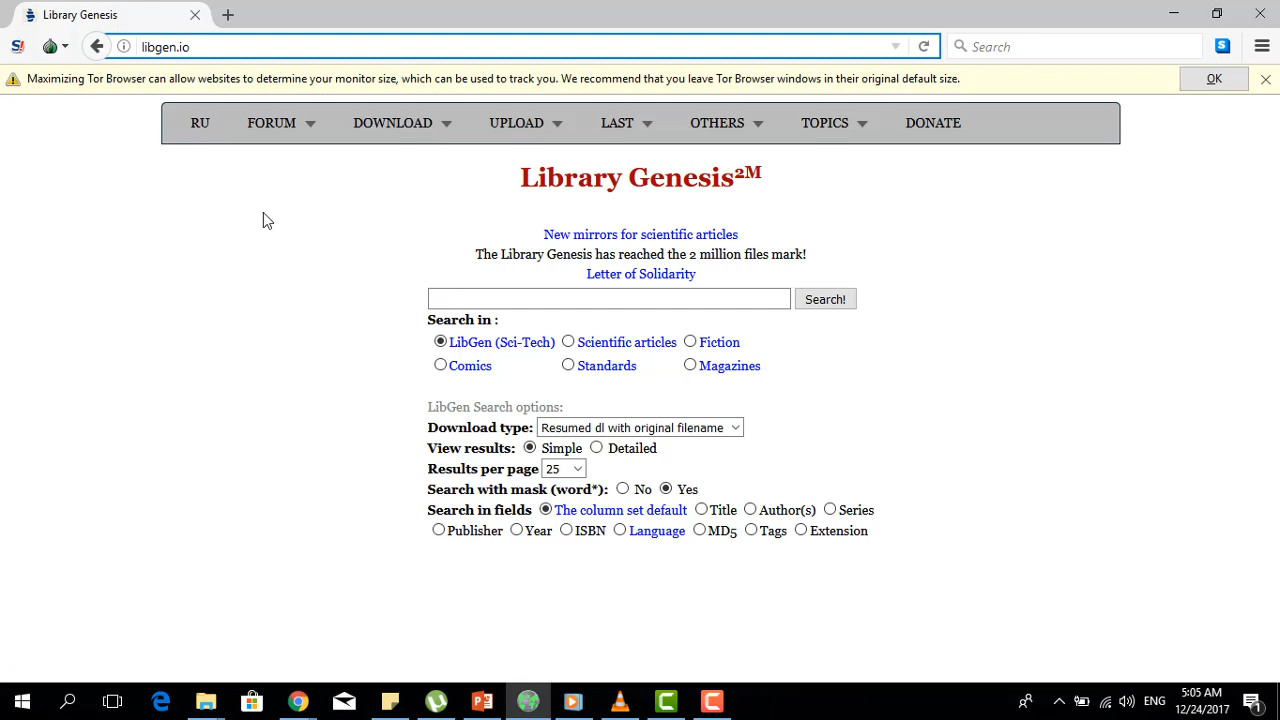 Library Genesis
libgen.io
Search
Maximizing Tor Browser can allow websites to determine your monitor size, which can be used to track you. We recommend that you leave Tor Browser windows in their original default size.
OK
RU FORUM DOWNLOAD UPLOAD LAST OTHERS TOPICS DONATE
Library Genesis²ᴹ
New mirrors for scientific articles
The Library Genesis has reached the 2 million files mark!
Letter of Solidarity
Search!
Search in :
LibGen (Sci-Tech) Scientific articles Fiction
Comics Standards Magazines
LibGen Search options:
Download type: Resumed dl with original filename
View results: Simple Detailed
Results per page 25
Search with mask (word*): No Yes
Search in fields The column set default Title Author(s) Series
Publisher Year ISBN Language MD5 Tags Extension
ENG
5:05 AM
12/24/2017
1